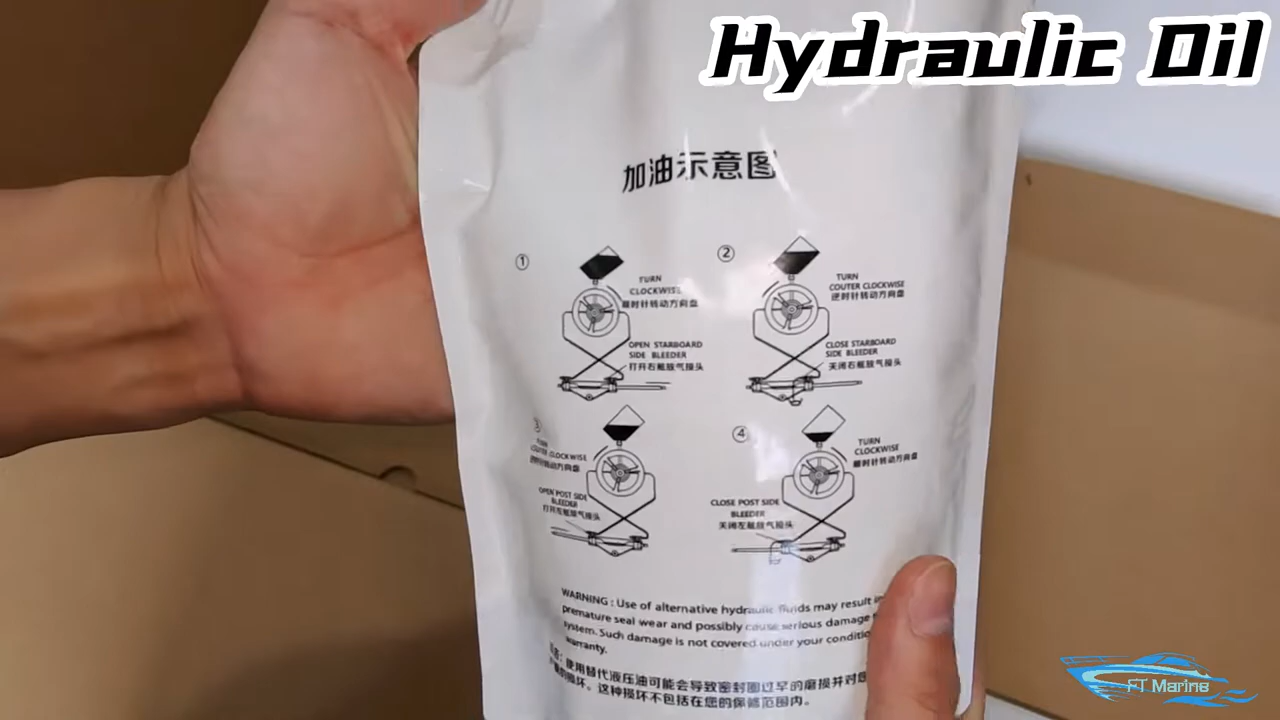 Hydraulic Oil
加油示意图
①
TURN
CLOCKWISE
顺时针转动方向盘
OPEN STARBOARD
SIDE BLEEDER
打开右舷放气接头
②
TURN
COUTER CLOCKWISE
逆时针转动方向盘
CLOSE STARBOARD
SIDE BLEEDER
关闭右舷放气接头
③
TURN
COUTER CLOCKWISE
逆时针转动方向盘
OPEN POST SIDE
BLEEDER
打开左舷放气接头
④
TURN
CLOCKWISE
顺时针转动方向盘
CLOSE POST SIDE
BLEEDER
关闭左舷放气接头
WARNING : Use of alternative hydraulic fluids may result
premature seal wear and possibly cause serious damage
system. Such damage is not covered under your
warranty.
使用替代液压油可能会导致密封圈过早的磨损并对
的损坏。这种损坏不包括在您的保修范围内。
FT Marine